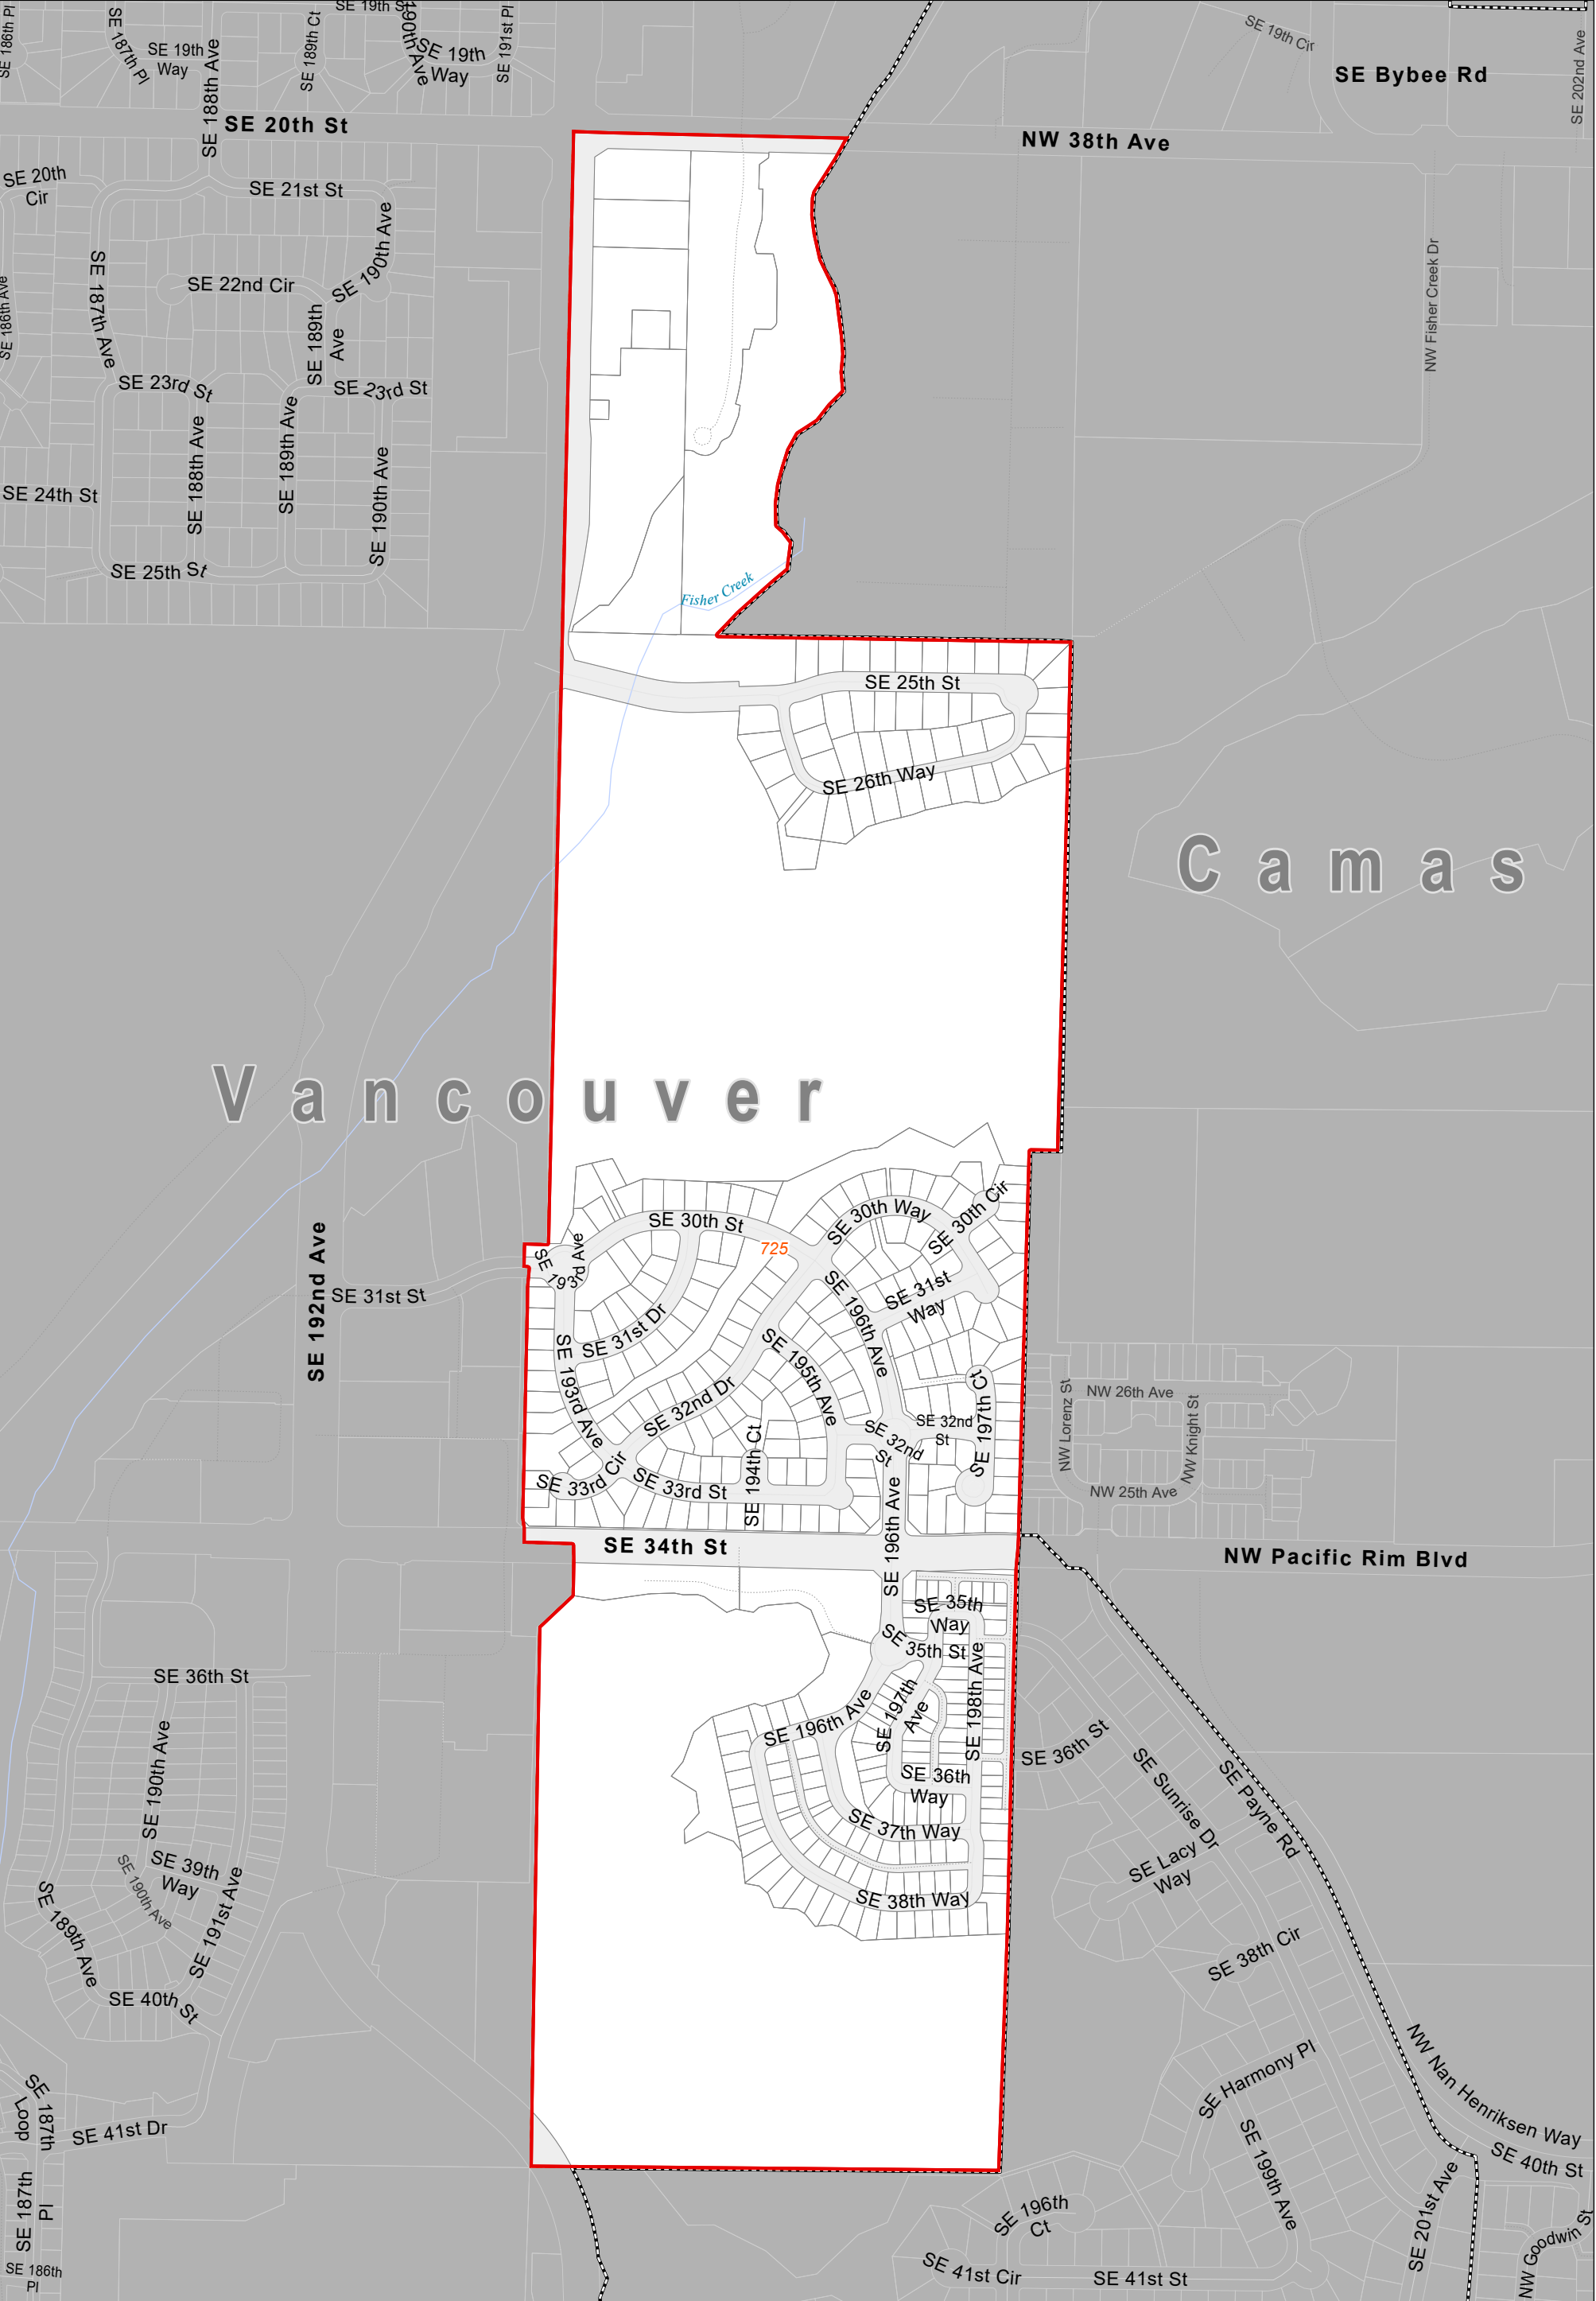 SE 186th Pl
SE 187th Pl
SE 19th
Way
SE 188th Ave
SE 189th Ct
SE 19th St
190th Ave
SE 19th
Way
SE 191st Pl
SE 19th Cir
SE Bybee Rd
SE 202nd Ave
SE 20th St
NW 38th Ave
SE 20th
Cir
SE 21st St
SE 190th Ave
SE 187th Ave
SE 22nd Cir
SE 186th Ave
SE 189th
Ave
NW Fisher Creek Dr
SE 23rd St
SE 23rd St
SE 188th Ave
SE 189th Ave
SE 190th Ave
SE 24th St
SE 25th St
Fisher Creek
SE 25th St
SE 26th Way
Camas
Vancouver
SE 192nd Ave
SE 31st St
SE 193rd Ave
SE 30th St
725
SE 30th Way
SE 30th Cir
SE 31st
Way
SE 196th Ave
SE 31st Dr
SE 193rd Ave
SE 195th Ave
SE 32nd Dr
SE 32nd
St
SE 32nd
St
SE 197th Ct
SE 194th Ct
SE 33rd Cir
SE 33rd St
SE 196th Ave
NW Lorenz St
NW 26th Ave
NW Knight St
NW 25th Ave
SE 34th St
NW Pacific Rim Blvd
SE 35th
Way
SE 35th St
SE 198th Ave
SE 197th
Ave
SE 196th Ave
SE 36th
Way
SE 37th Way
SE 38th Way
SE 36th St
SE 190th Ave
SE 39th
Way
SE 190th Ave
SE 191st Ave
SE 189th Ave
SE 40th St
SE 36th St
SE Sunrise Dr
SE Payne Rd
SE Lacy
Way
SE 38th Cir
SE Harmony Pl
NW Nan Henriksen Way
SE 40th St
SE 199th Ave
SE 201st Ave
SE 187th
Loop
SE 41st Dr
SE 187th
Pl
SE 186th
Pl
SE 196th
Ct
SE 41st Cir
SE 41st St
NW Goodwin St